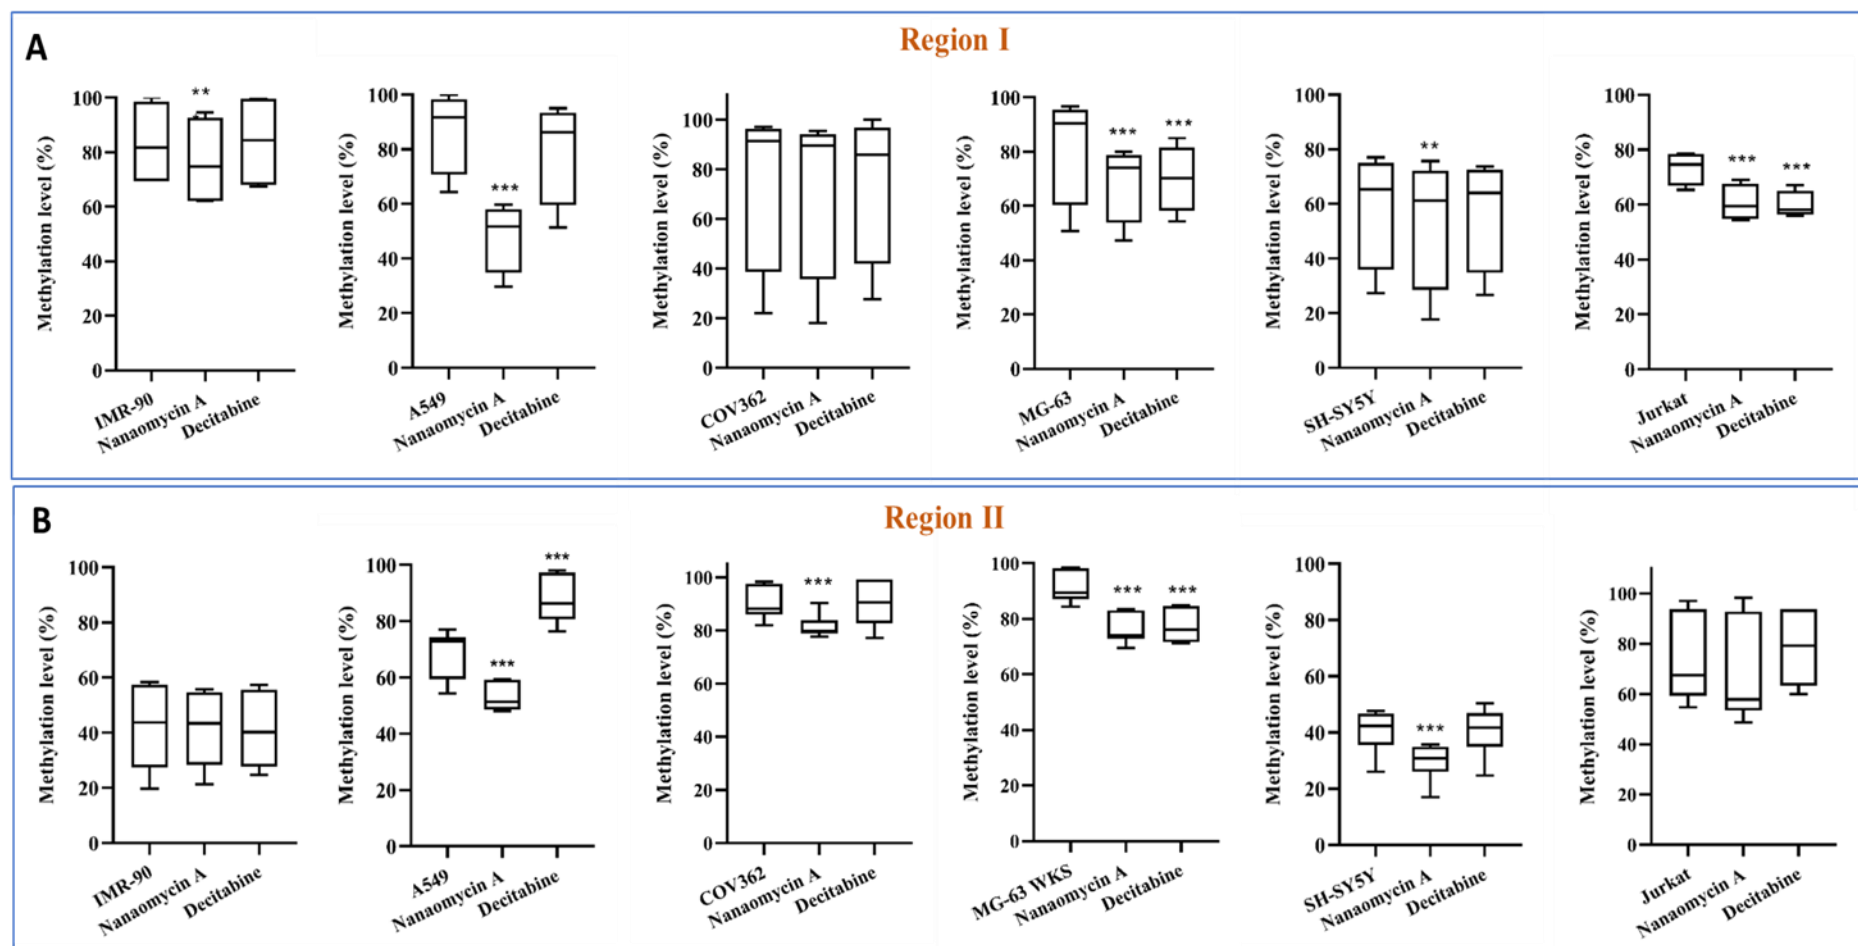 A
Region I
Methylation level (%)
100
80
60
40
20
0
**
IMR-90
Nanaomycin A
Decitabine
Methylation level (%)
100
80
60
40
20
0
***
A549
Nanaomycin A
Decitabine
Methylation level (%)
100
80
60
40
20
0
COV362
Nanaomycin A
Decitabine
Methylation level (%)
100
80
60
40
20
0
***
***
MG-63
Nanaomycin A
Decitabine
Methylation level (%)
100
80
60
40
20
0
**
SH-SY5Y
Nanaomycin A
Decitabine
Methylation level (%)
100
80
60
40
20
0
***
***
Jurkat
Nanaomycin A
Decitabine
B
Region II
Methylation level (%)
100
80
60
40
20
0
IMR-90
Nanaomycin A
Decitabine
Methylation level (%)
100
80
60
40
20
0
***
***
A549
Nanaomycin A
Decitabine
Methylation level (%)
100
80
60
40
20
0
***
COV362
Nanaomycin A
Decitabine
Methylation level (%)
100
80
60
40
20
0
***
***
MG-63 WKS
Nanaomycin A
Decitabine
Methylation level (%)
100
80
60
40
20
0
***
SH-SY5Y
Nanaomycin A
Decitabine
Methylation level (%)
100
80
60
40
20
0
Jurkat
Nanaomycin A
Decitabine